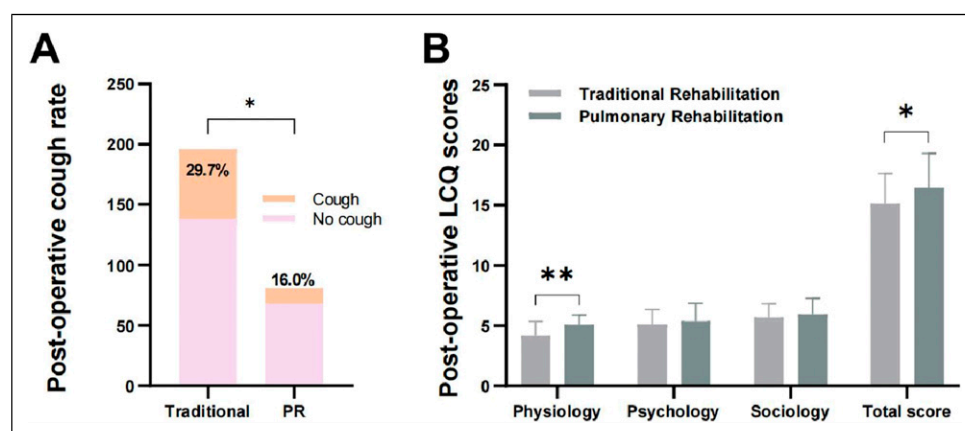 A
Post-operative cough rate
250
200
150
100
50
0
*
29.7%
16.0%
Cough
No cough
Traditional
PR
B
Post-operative LCQ scores
25
20
15
10
5
0
Traditional Rehabilitation
Pulmonary Rehabilitation
**
*
Physiology
Psychology
Sociology
Total score